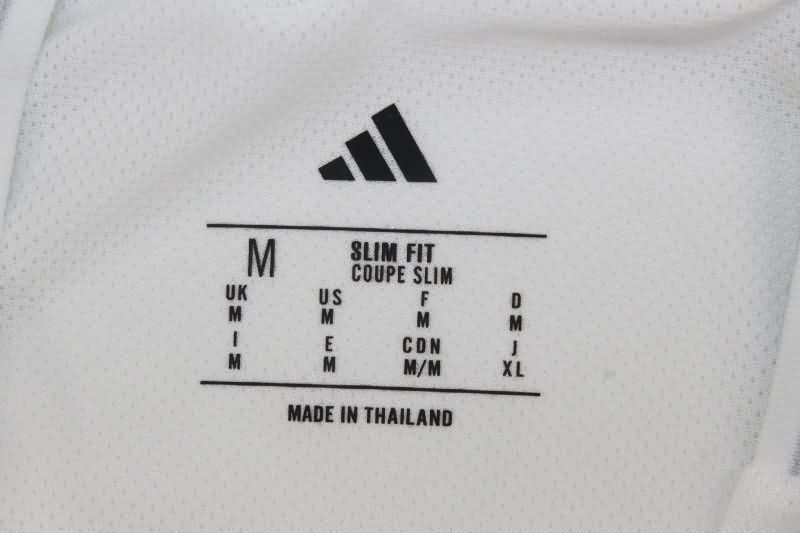 M SLIM FIT
COUPE SLIM
UK US F D
M M M M
I E CDN J
M M M/M XL
MADE IN THAILAND